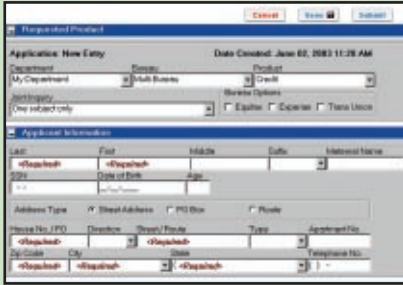 Cancel Save Submit
Requested Product
Application: New Entry Date Created: June 02, 2003 11:28 AM
Department Bureau Product
My Department Multi Bureau Credit
Joint Inquiry Bureau Options
One subject only Equifax Experian Trans Union
Applicant Information
Last First Middle Suffix Maternal Name
<Required> <Required>
SSN Date of Birth Age
- - __/__/__
Address Type Street Address PO Box Route
House No. / PO Direction Street / Route Type Apartment No.
<Required> <Required>
Zip Code City State Telephone No.
<Required> <Required> (<Required> ( ) -